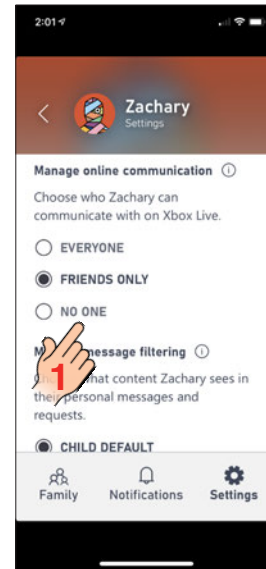 2:01
Zachary
Settings
Manage online communication
Choose who Zachary can
communicate with on Xbox Live.
EVERYONE
FRIENDS ONLY
NO ONE
1
M message filtering
what content Zachary sees in
their personal messages and
requests.
CHILD DEFAULT
Family
Notifications
Settings